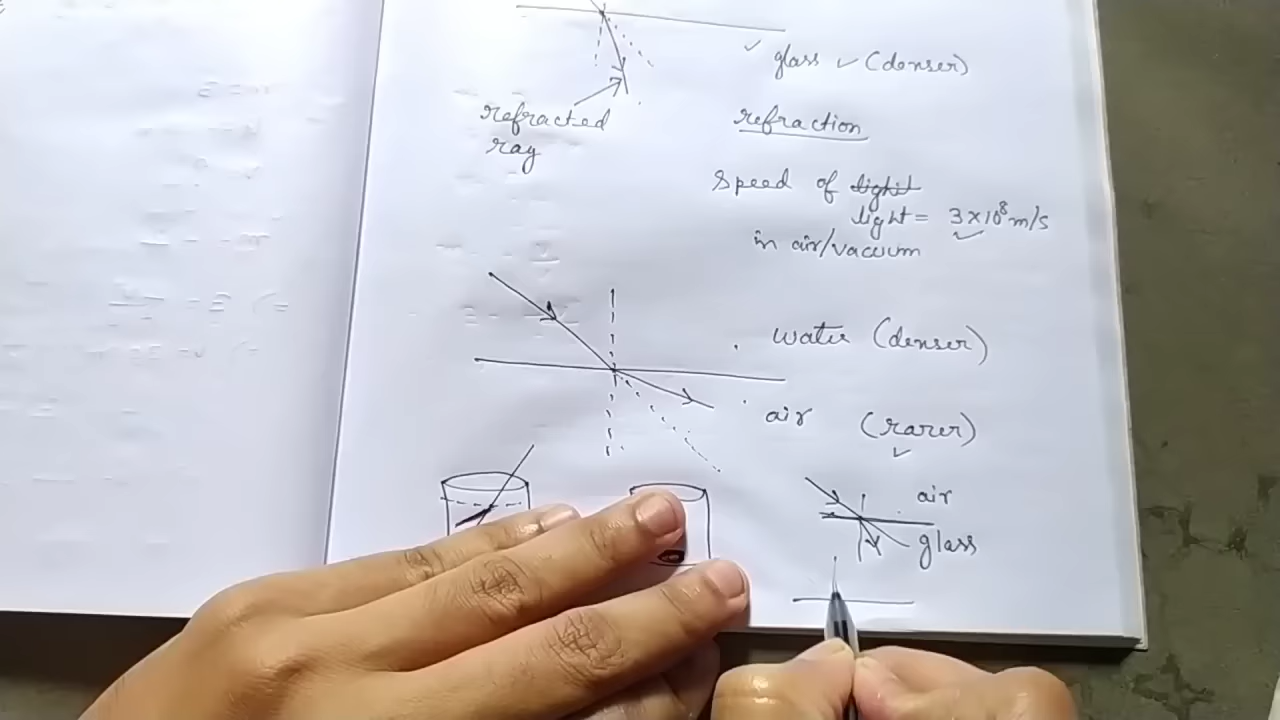 glass ✓ (denser)
refracted
ray
refraction
Speed of light
light = 3×10⁸ m/s
in air/vacuum
water (denser)
air (rarer)
air
glass